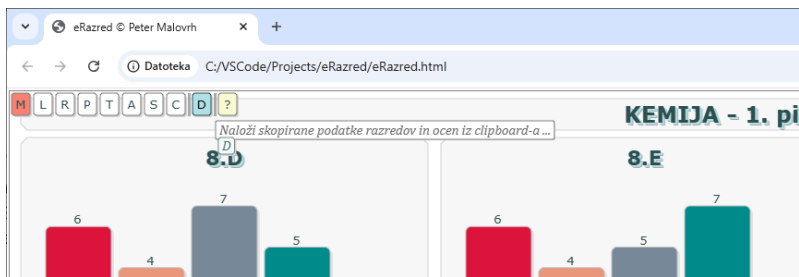 eRazred © Peter Malovrh
Datoteka C:/VSCode/Projects/eRazred/eRazred.html
M L R P T A S C D ?
KEMIJA - 1. pi
Naloži skopirane podatke razredov in ocen iz clipboard-a ...
D
8.D
8.E
6
4
7
5
6
4
5
7